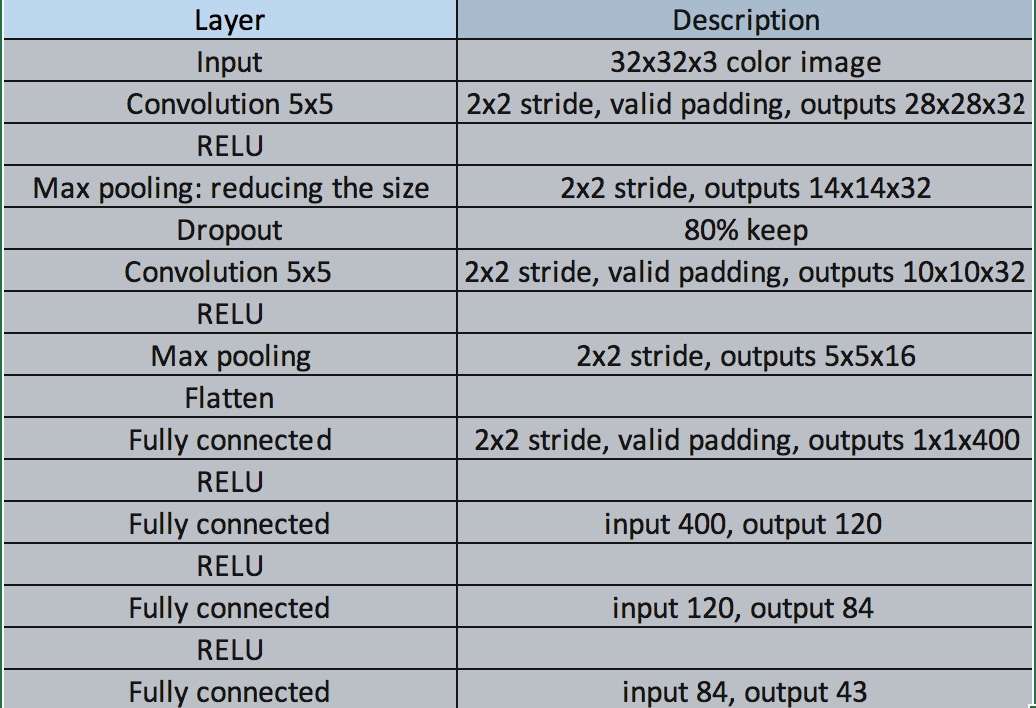 Layer Description
Input 32x32x3 color image
Convolution 5x5 2x2 stride, valid padding, outputs 28x28x32
RELU
Max pooling: reducing the size 2x2 stride, outputs 14x14x32
Dropout 80% keep
Convolution 5x5 2x2 stride, valid padding, outputs 10x10x32
RELU
Max pooling 2x2 stride, outputs 5x5x16
Flatten
Fully connected 2x2 stride, valid padding, outputs 1x1x400
RELU
Fully connected input 400, output 120
RELU
Fully connected input 120, output 84
RELU
Fully connected input 84, output 43